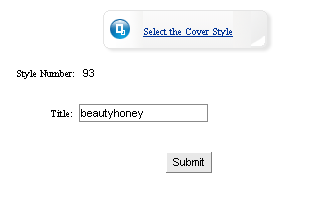 Select the Cover Style
Style Number: 93
Title: beautyhoney
Submit